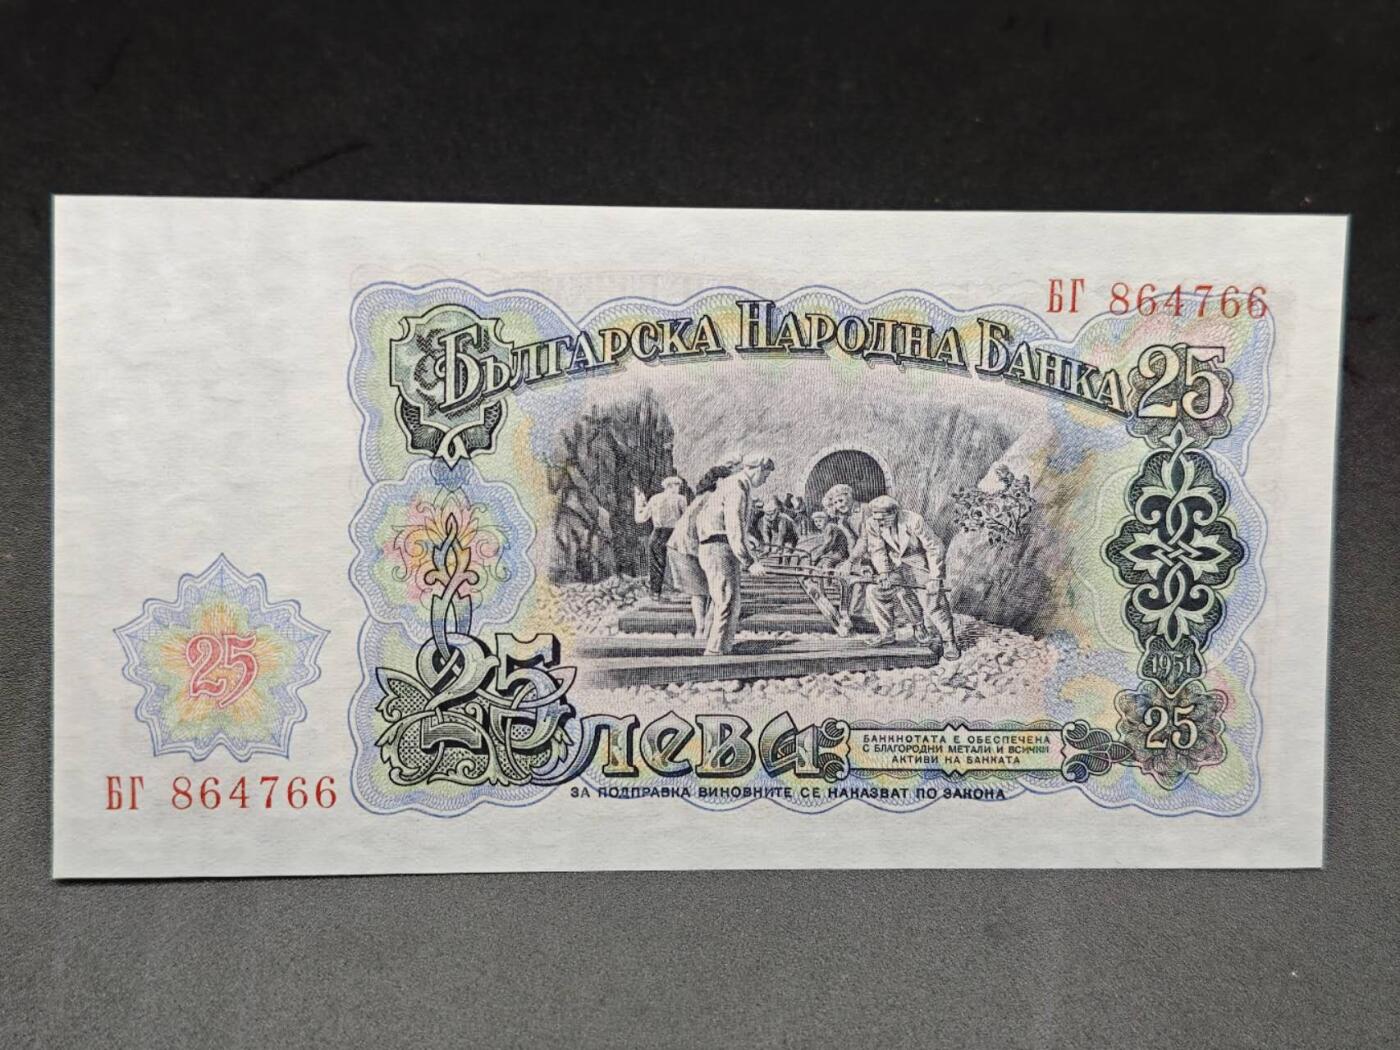 БГ 864766
Българска Народна Банка
25
25
1951
25
25 лева
БАНКНОТАТА Е ОБЕСПЕЧЕНА
С БЛАГОРОДНИ МЕТАЛИ И ВСИЧКИ
АКТИВИ НА БАНКАТА
БГ 864766
ЗА ПОДПРАВКА ВИНОВНИТЕ СЕ НАКАЗВАТ ПО ЗАКОНА